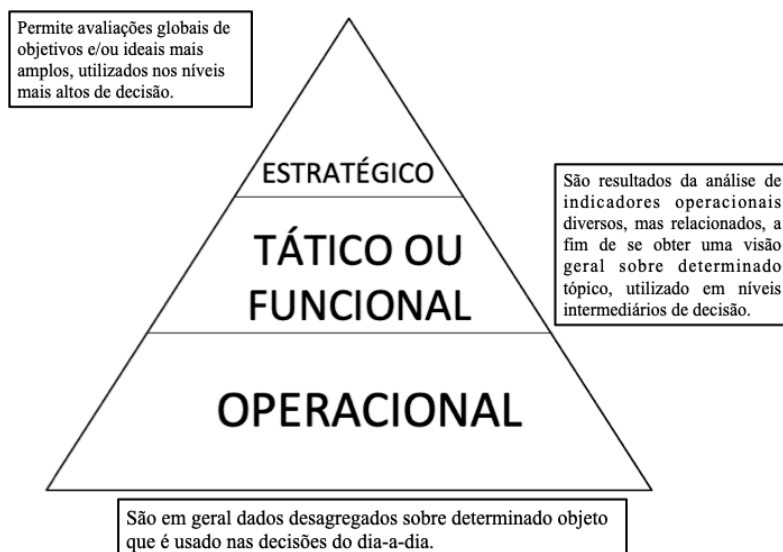 Permite avaliações globais de
objetivos e/ou ideais mais
amplos, utilizados nos níveis
mais altos de decisão.
ESTRATÉGICO
São resultados da análise de
indicadores operacionais
diversos, mas relacionados, a
fim de se obter uma visão
geral sobre determinado
tópico, utilizado em níveis
intermediários de decisão.
TÁTICO OU
FUNCIONAL
OPERACIONAL
São em geral dados desagregados sobre determinado objeto
que é usado nas decisões do dia-a-dia.